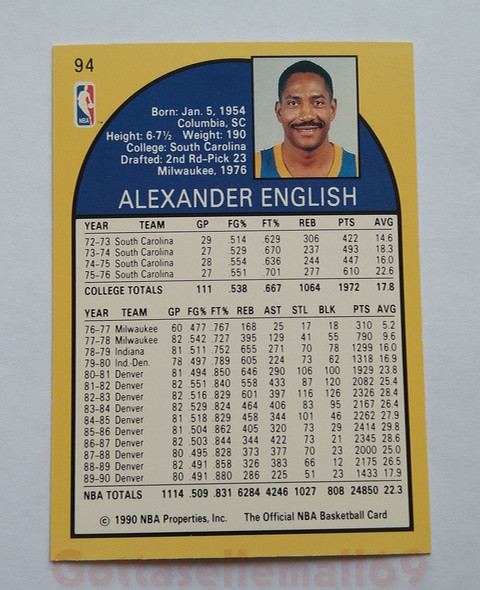 94
NBA
Born: Jan. 5, 1954
Columbia, SC
Height: 6-7½ Weight: 190
College: South Carolina
Drafted: 2nd Rd–Pick 23
Milwaukee, 1976
ALEXANDER ENGLISH
YEAR TEAM GP FG% FT% REB PTS AVG
72-73 South Carolina 29 .514 .629 306 422 14.6
73-74 South Carolina 27 .529 .670 237 493 18.3
74-75 South Carolina 28 .554 .636 244 447 16.0
75-76 South Carolina 27 .551 .701 277 610 22.6
COLLEGE TOTALS 111 .538 .667 1064 1972 17.8
YEAR TEAM GP FG% FT% REB AST STL BLK PTS AVG
76-77 Milwaukee 60 .477 .767 168 25 17 18 310 5.2
77-78 Milwaukee 82 .542 .727 395 129 41 55 790 9.6
78-79 Indiana 81 .511 .752 655 271 70 78 1299 16.0
79-80 Ind.-Den. 78 .497 .789 605 224 73 62 1318 16.9
80-81 Denver 81 .494 .850 646 290 106 100 1929 23.8
81-82 Denver 82 .551 .840 558 433 87 120 2082 25.4
82-83 Denver 82 .516 .829 601 397 116 126 2326 28.4
83-84 Denver 82 .529 .824 464 406 83 95 2167 26.4
84-85 Denver 81 .518 .829 458 344 101 46 2262 27.9
85-86 Denver 81 .504 .862 405 320 73 29 2414 29.8
86-87 Denver 82 .503 .844 344 422 73 21 2345 28.6
87-88 Denver 80 .495 .828 373 377 70 23 2000 25.0
88-89 Denver 82 .491 .858 326 383 66 12 2175 26.5
89-90 Denver 80 .491 .880 286 225 51 23 1433 17.9
NBA TOTALS 1114 .509 .831 6284 4246 1027 808 24850 22.3
© 1990 NBA Properties, Inc. The Official NBA Basketball Card
Gottasellemall69